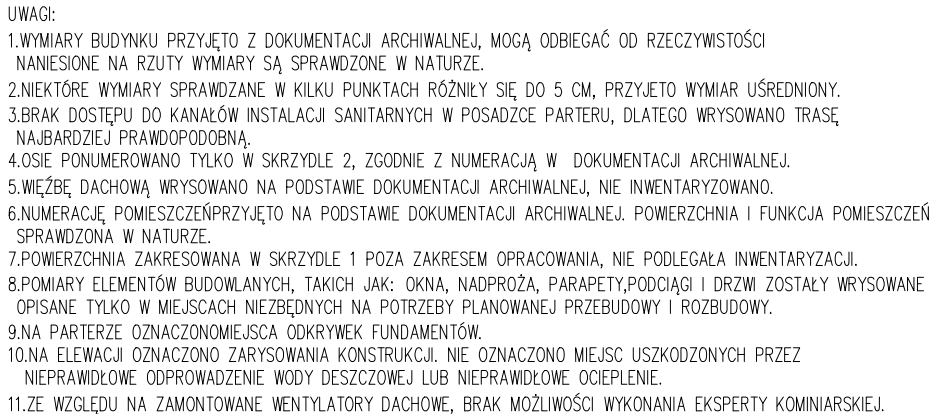 UWAGI:
1.WYMIARY BUDYNKU PRZYJĘTO Z DOKUMENTACJI ARCHIWALNEJ, MOGĄ ODBIEGAĆ OD RZECZYWISTOŚCI
NANIESIONE NA RZUTY WYMIARY SĄ SPRAWDZONE W NATURZE.
2.NIEKTÓRE WYMIARY SPRAWDZANE W KILKU PUNKTACH RÓŻNIŁY SIĘ DO 5 CM, PRZYJETO WYMIAR UŚREDNIONY.
3.BRAK DOSTĘPU DO KANAŁÓW INSTALACJI SANITARNYCH W POSADZCE PARTERU, DLATEGO WRYSOWANO TRASĘ
NAJBARDZIEJ PRAWDOPODOBNĄ.
4.OSIE PONUMEROWANO TYLKO W SKRZYDLE 2, ZGODNIE Z NUMERACJĄ W DOKUMENTACJI ARCHIWALNEJ.
5.WIĘŹBĘ DACHOWĄ WRYSOWANO NA PODSTAWIE DOKUMENTACJI ARCHIWALNEJ, NIE INWENTARYZOWANO.
6.NUMERACJĘ POMIESZCZEŃPRZYJĘTO NA PODSTAWIE DOKUMENTACJI ARCHIWALNEJ. POWIERZCHNIA I FUNKCJA POMIESZCZEŃ
SPRAWDZONA W NATURZE.
7.POWIERZCHNIA ZAKRESOWANA W SKRZYDLE 1 POZA ZAKRESEM OPRACOWANIA, NIE PODLEGAŁA INWENTARYZACJI.
8.POMIARY ELEMENTÓW BUDOWLANYCH, TAKICH JAK: OKNA, NADPROŻA, PARAPETY,PODCIĄGI I DRZWI ZOSTAŁY WRYSOWANE
OPISANE TYLKO W MIEJSCACH NIEZBĘDNYCH NA POTRZEBY PLANOWANEJ PRZEBUDOWY I ROZBUDOWY.
9.NA PARTERZE OZNACZONOMIEJSCA ODKRYWEK FUNDAMENTÓW.
10.NA ELEWACJI OZNACZONO ZARYSOWANIA KONSTRUKCJI. NIE OZNACZONO MIEJSC USZKODZONYCH PRZEZ
NIEPRAWIDŁOWE ODPROWADZENIE WODY DESZCZOWEJ LUB NIEPRAWIDŁOWE OCIEPLENIE.
11.ZE WZGLĘDU NA ZAMONTOWANE WENTYLATORY DACHOWE, BRAK MOŻLIWOŚCI WYKONANIA EKSPERTY KOMINIARSKIEJ.